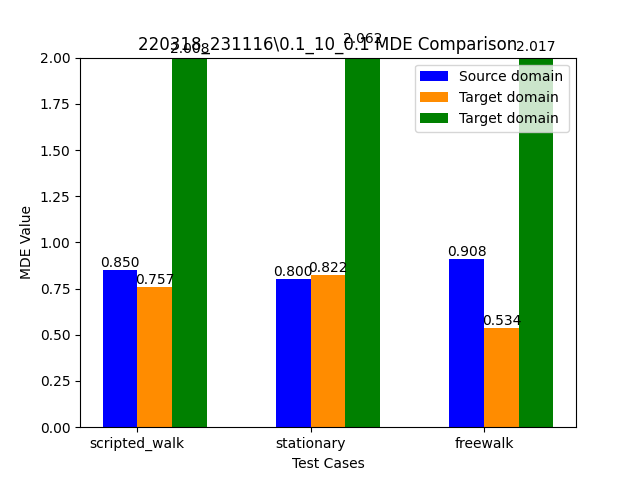 220318_231116\0.1_10_0.1 MDE Comparison
2.008
2.062
2.017
Source domain
Target domain
Target domain
MDE Value
2.00
1.75
1.50
1.25
1.00
0.75
0.50
0.25
0.00
0.850
0.757
0.800
0.822
0.908
0.534
scripted_walk
stationary
freewalk
Test Cases